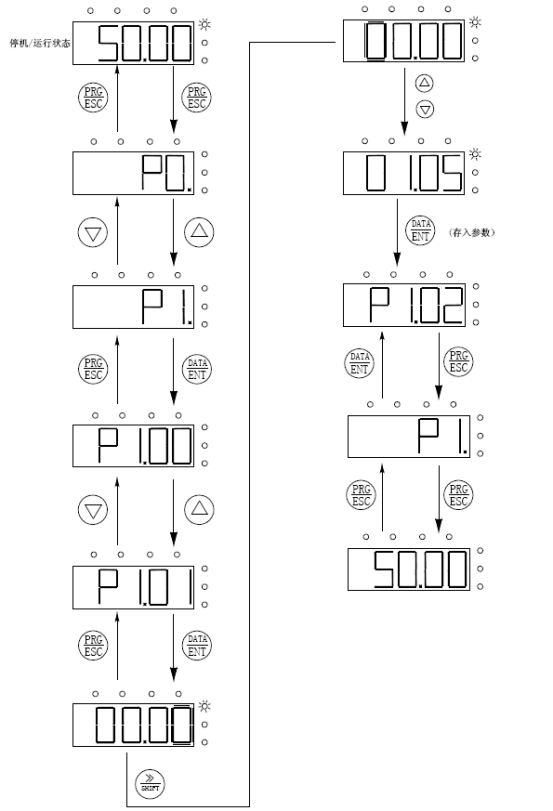 停机/运行状态
50.00
PRG
ESC
PRG
ESC
P0.
P1.
PRG
ESC
DATA
ENT
P1.00
P1.01
PRG
ESC
DATA
ENT
00.00
SHIFT
00.00
01.05
DATA
ENT
(存入参数)
P1.02
DATA
ENT
PRG
ESC
P1.
PRG
ESC
PRG
ESC
50.00